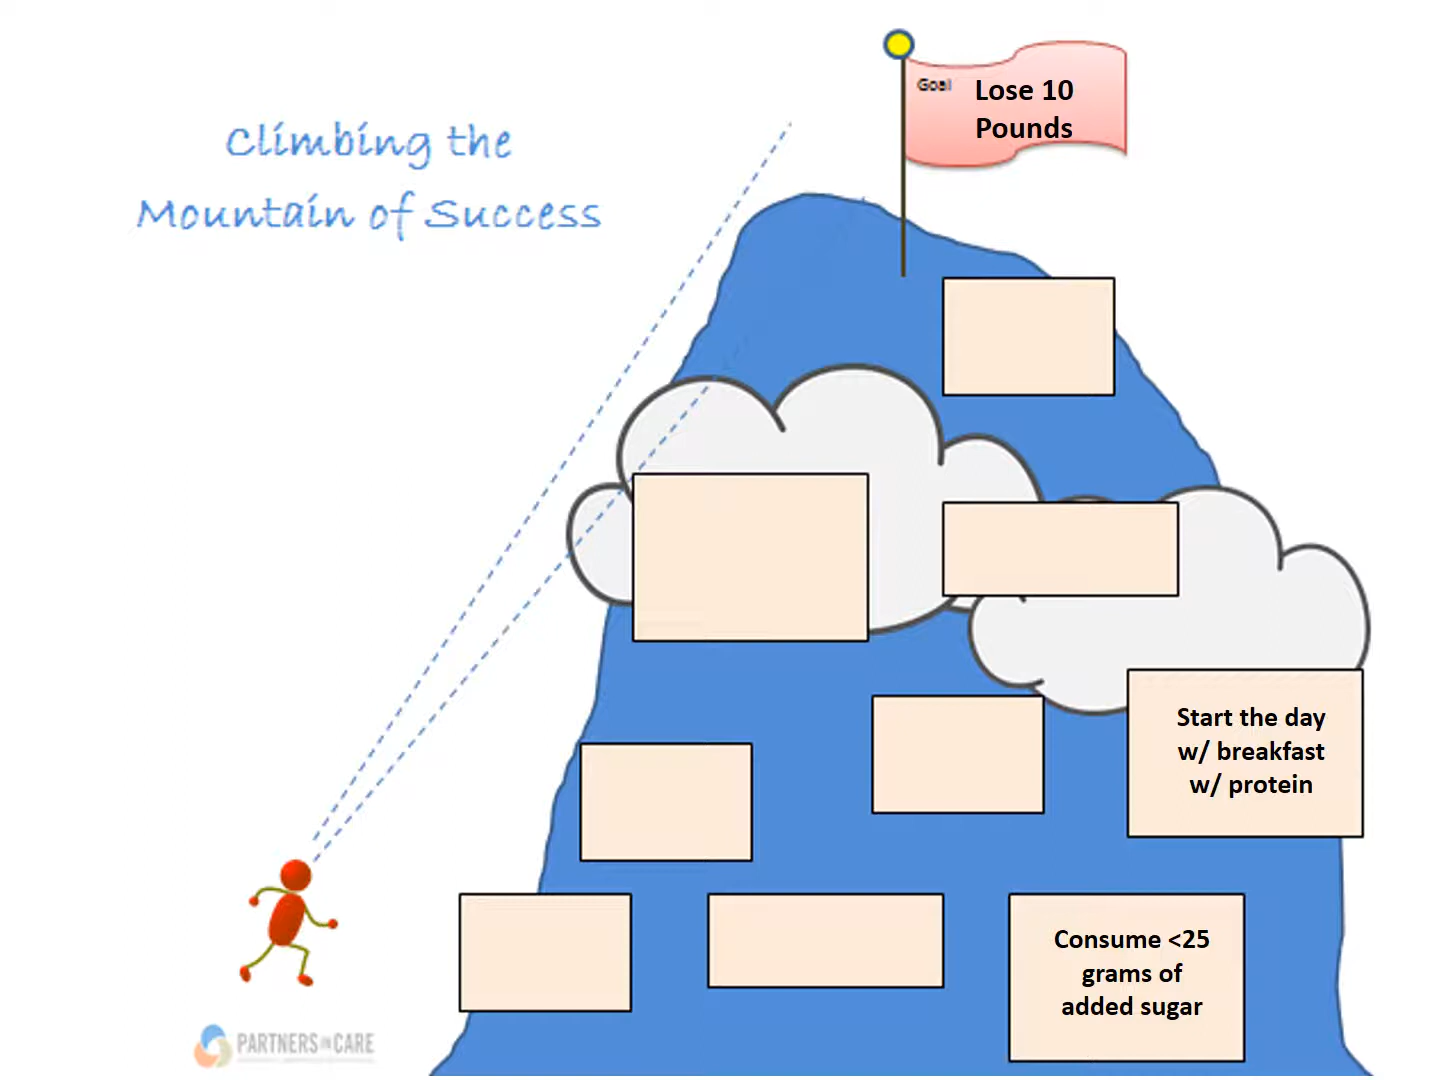 Climbing the
Mountain of Success
Goal
Lose 10
Pounds
Start the day
w/ breakfast
w/ protein
Consume <25
grams of
added sugar
PARTNERS IN CARE